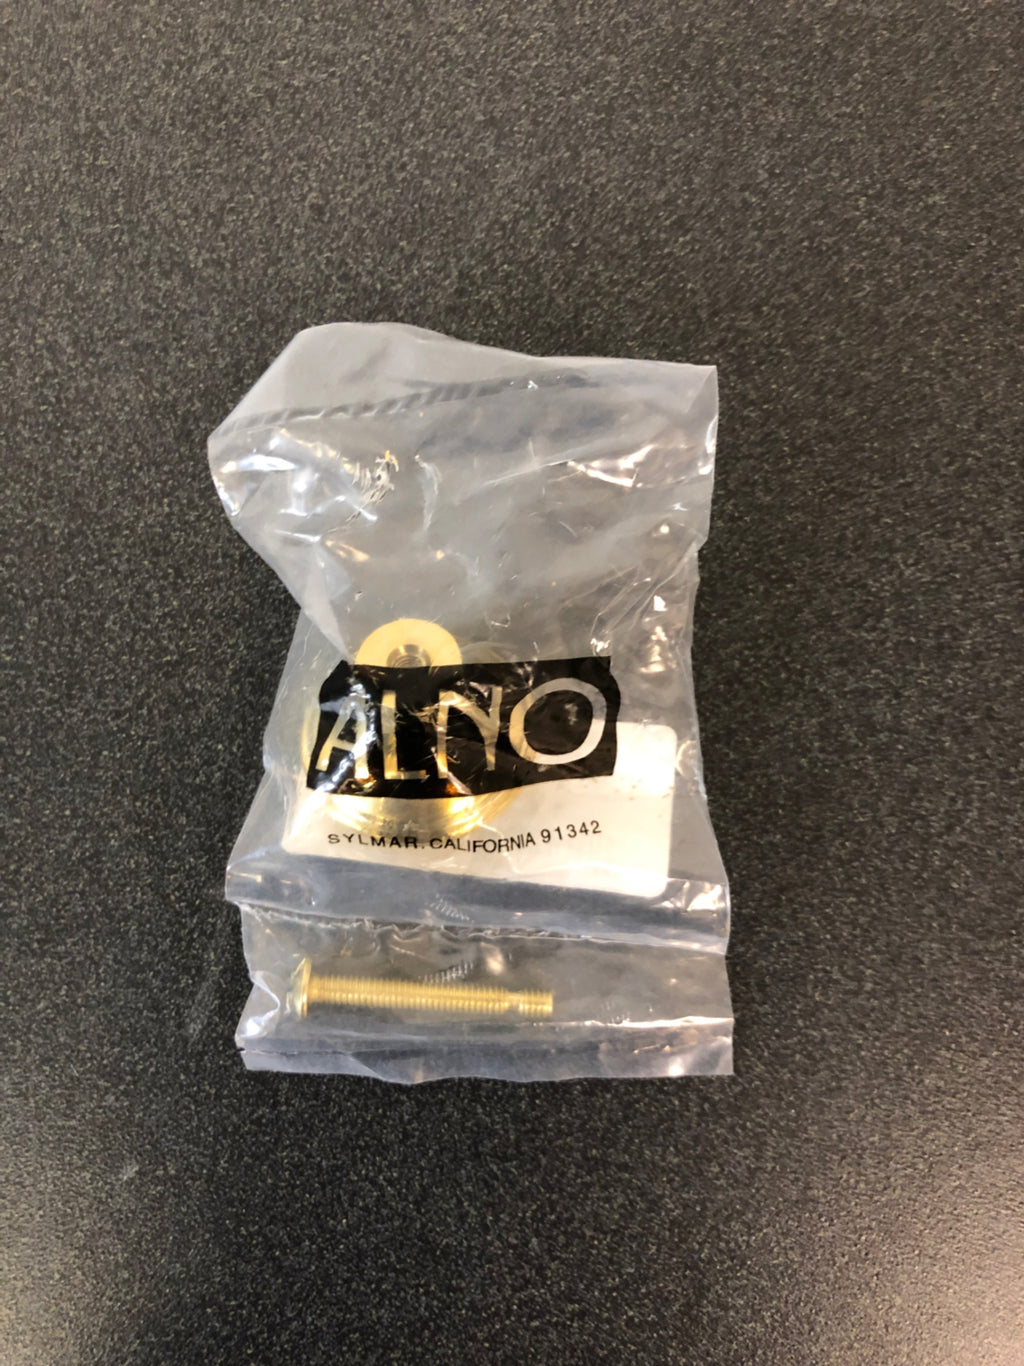 ALNO
SYLMAR, CALIFORNIA 91342